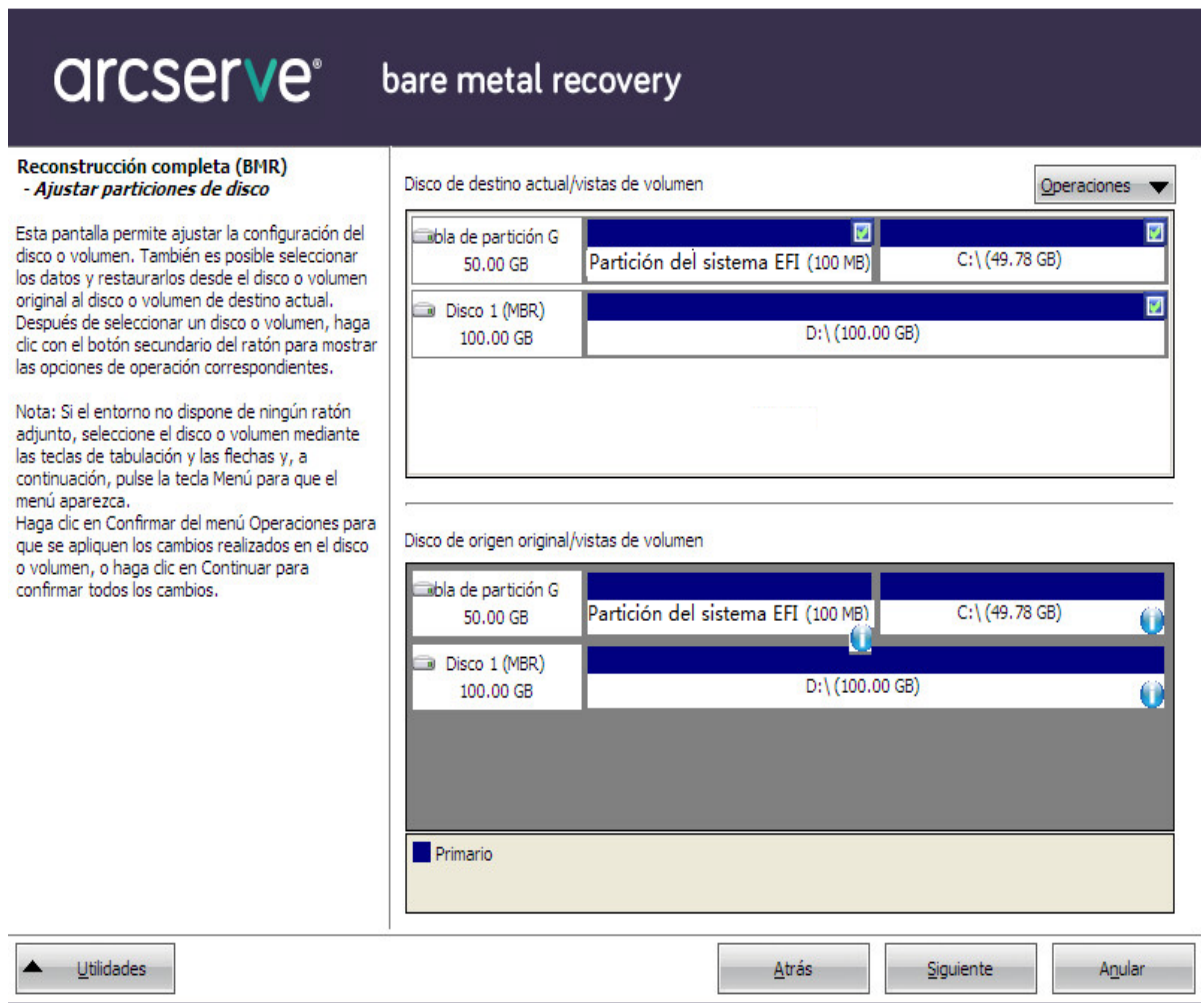 arcserve® bare metal recovery
Reconstrucción completa (BMR)
- Ajustar particiones de disco
Esta pantalla permite ajustar la configuración del
disco o volumen. También es posible seleccionar
los datos y restaurarlos desde el disco o volumen
original al disco o volumen de destino actual.
Después de seleccionar un disco o volumen, haga
clic con el botón secundario del ratón para mostrar
las opciones de operación correspondientes.
Nota: Si el entorno no dispone de ningún ratón
adjunto, seleccione el disco o volumen mediante
las teclas de tabulación y las flechas y, a
continuación, pulse la tecla Menú para que el
menú aparezca.
Haga clic en Confirmar del menú Operaciones para
que se apliquen los cambios realizados en el disco
o volumen, o haga clic en Continuar para
confirmar todos los cambios.
Disco de destino actual/vistas de volumen
Operaciones
bla de partición G
50.00 GB
Partición del sistema EFI (100 MB)
C:\ (49.78 GB)
Disco 1 (MBR)
100.00 GB
D:\ (100.00 GB)
Disco de origen original/vistas de volumen
bla de partición G
50.00 GB
Partición del sistema EFI (100 MB)
C:\ (49.78 GB)
Disco 1 (MBR)
100.00 GB
D:\ (100.00 GB)
Primario
Utilidades
Atrás
Siguiente
Anular